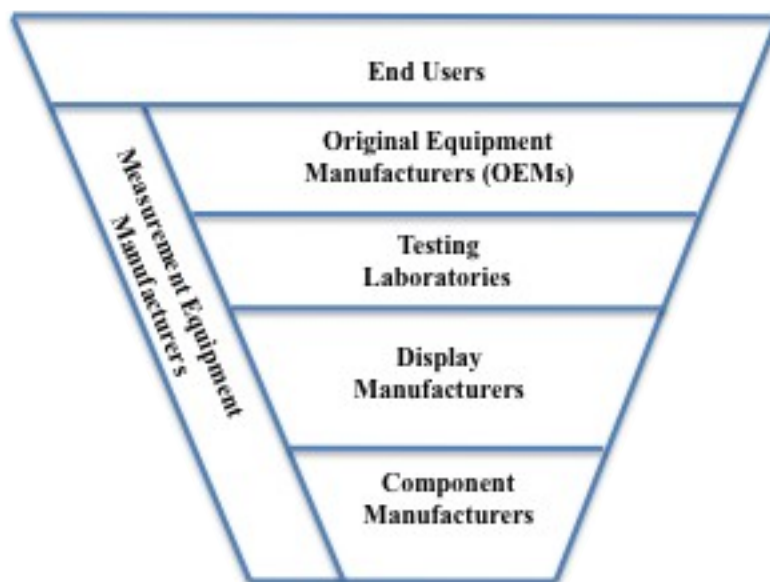 End Users
Original Equipment
Manufacturers (OEMs)
Measurement Equipment
Manufacturers
Testing
Laboratories
Display
Manufacturers
Component
Manufacturers